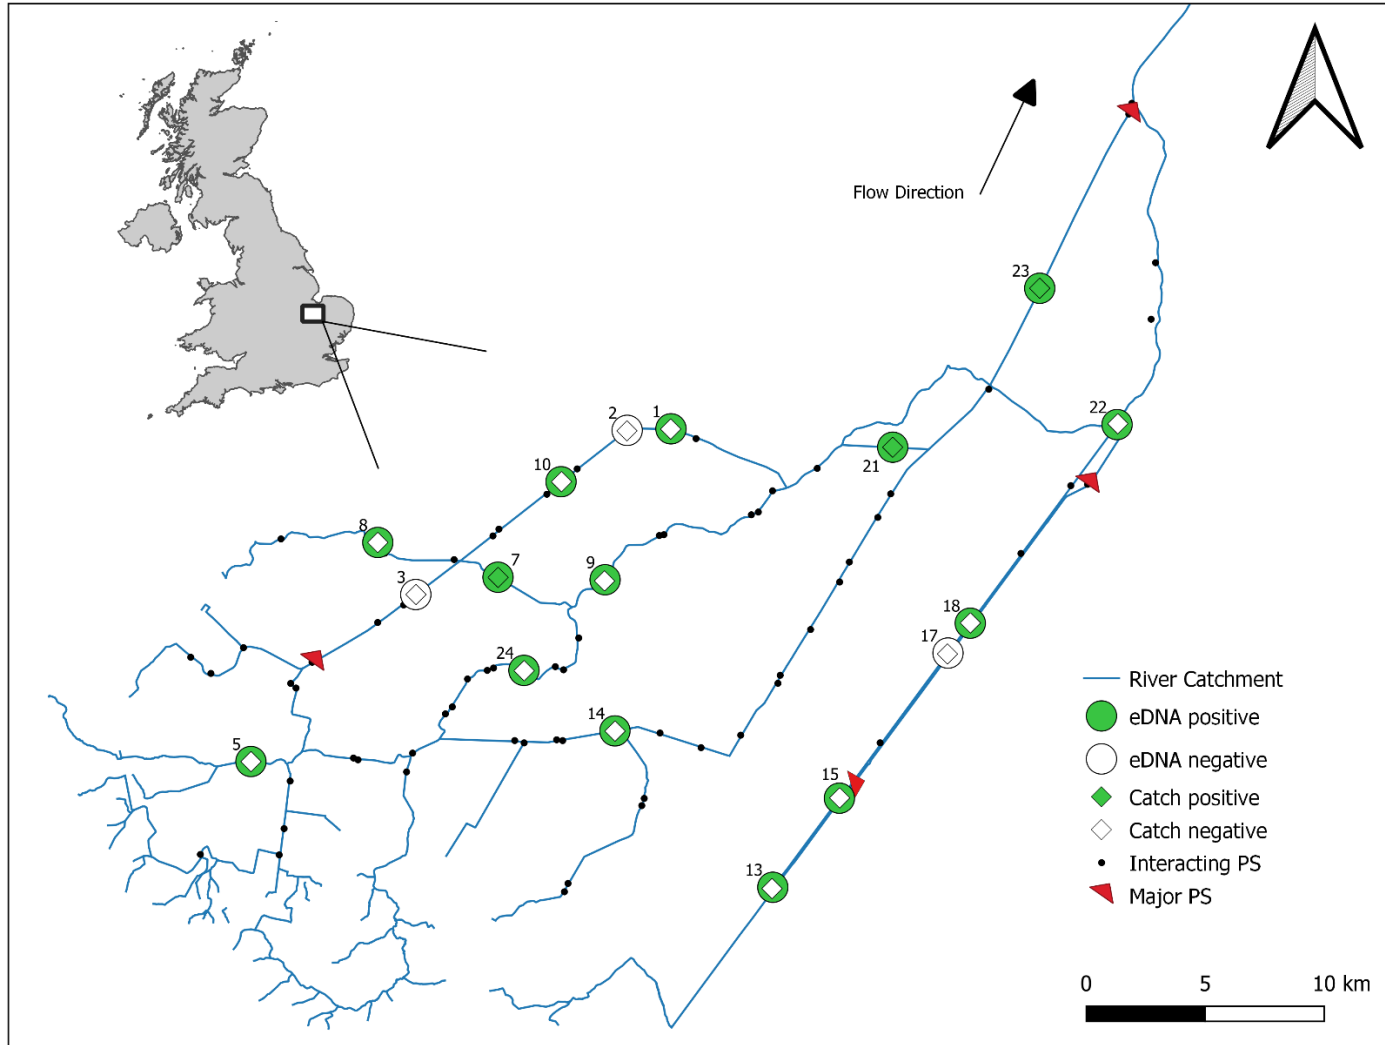 Flow Direction
23
22
2
1
21
10
8
7
9
3
18
17
24
14
5
15
13
River Catchment
eDNA positive
eDNA negative
Catch positive
Catch negative
Interacting PS
Major PS
0 5 10 km